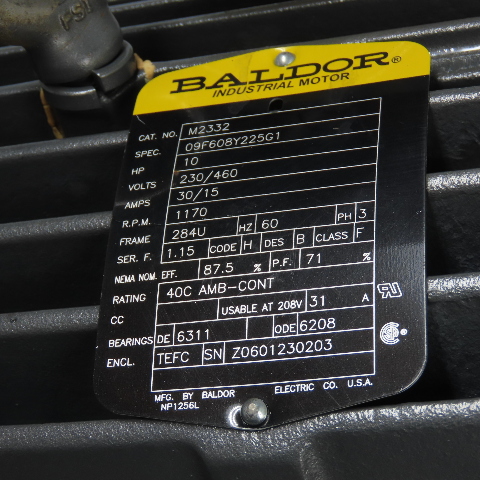 PSI
BALDOR®
INDUSTRIAL MOTOR
CAT. NO. M2332
SPEC. 09F608Y225G1
HP 10
VOLTS 230/460
AMPS 30/15
R.P.M. 1170
FRAME 284U HZ 60 PH 3
SER. F. 1.15 CODE H DES B CLASS F
NEMA NOM. EFF. 87.5 % P.F. 71 %
RATING 40C AMB-CONT
CC USABLE AT 208V 31 A
BEARINGS DE 6311 ODE 6208
ENCL. TEFC SN Z0601230203
MFG. BY BALDOR ELECTRIC CO. U.S.A.
NP1256L